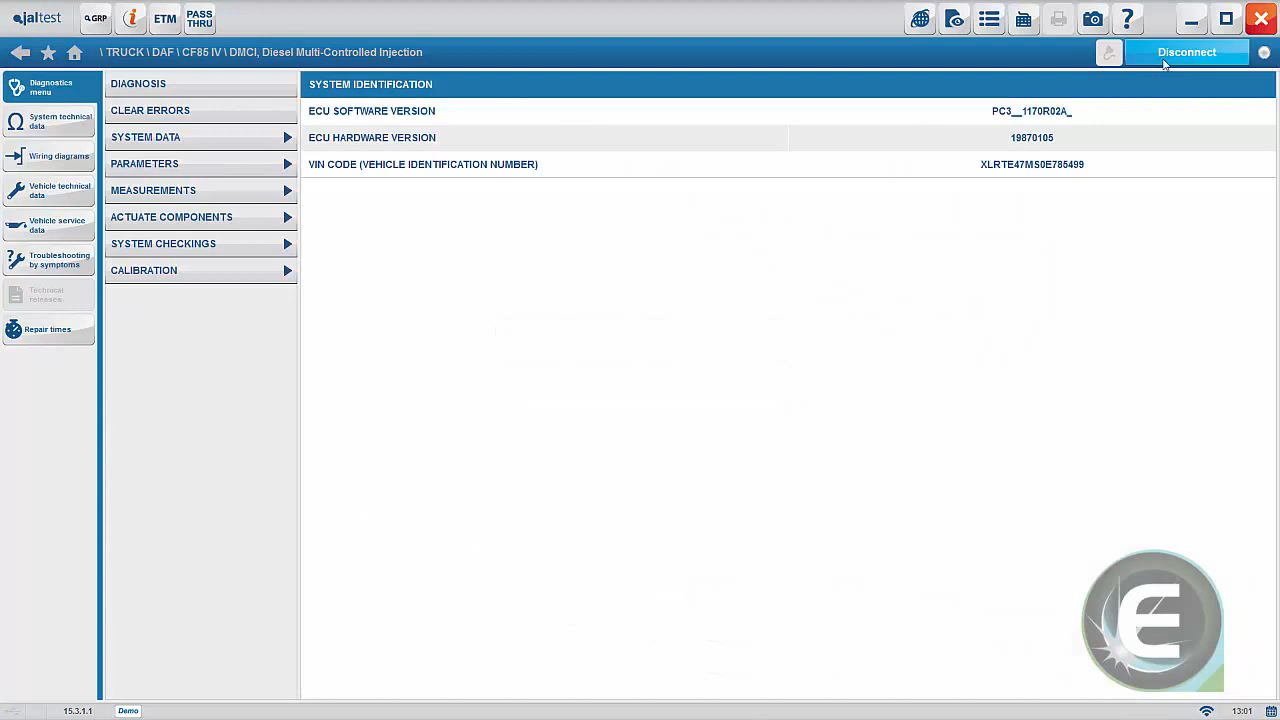 jaltest GRP i ETM PASS THRU ?
\ TRUCK \ DAF \ CF85 IV \ DMCI, Diesel Multi-Controlled Injection Disconnect
Diagnostics
menu
System technical
data
Wiring diagrams
Vehicle technical
data
Vehicle service
data
Troubleshooting
by symptoms
Technical
releases
Repair times
DIAGNOSIS
CLEAR ERRORS
SYSTEM DATA
PARAMETERS
MEASUREMENTS
ACTUATE COMPONENTS
SYSTEM CHECKINGS
CALIBRATION
SYSTEM IDENTIFICATION
ECU SOFTWARE VERSION PC3__1170R02A_
ECU HARDWARE VERSION 19870105
VIN CODE (VEHICLE IDENTIFICATION NUMBER) XLRTE47MS0E785499
E
15.3.1.1 Demo 13:01